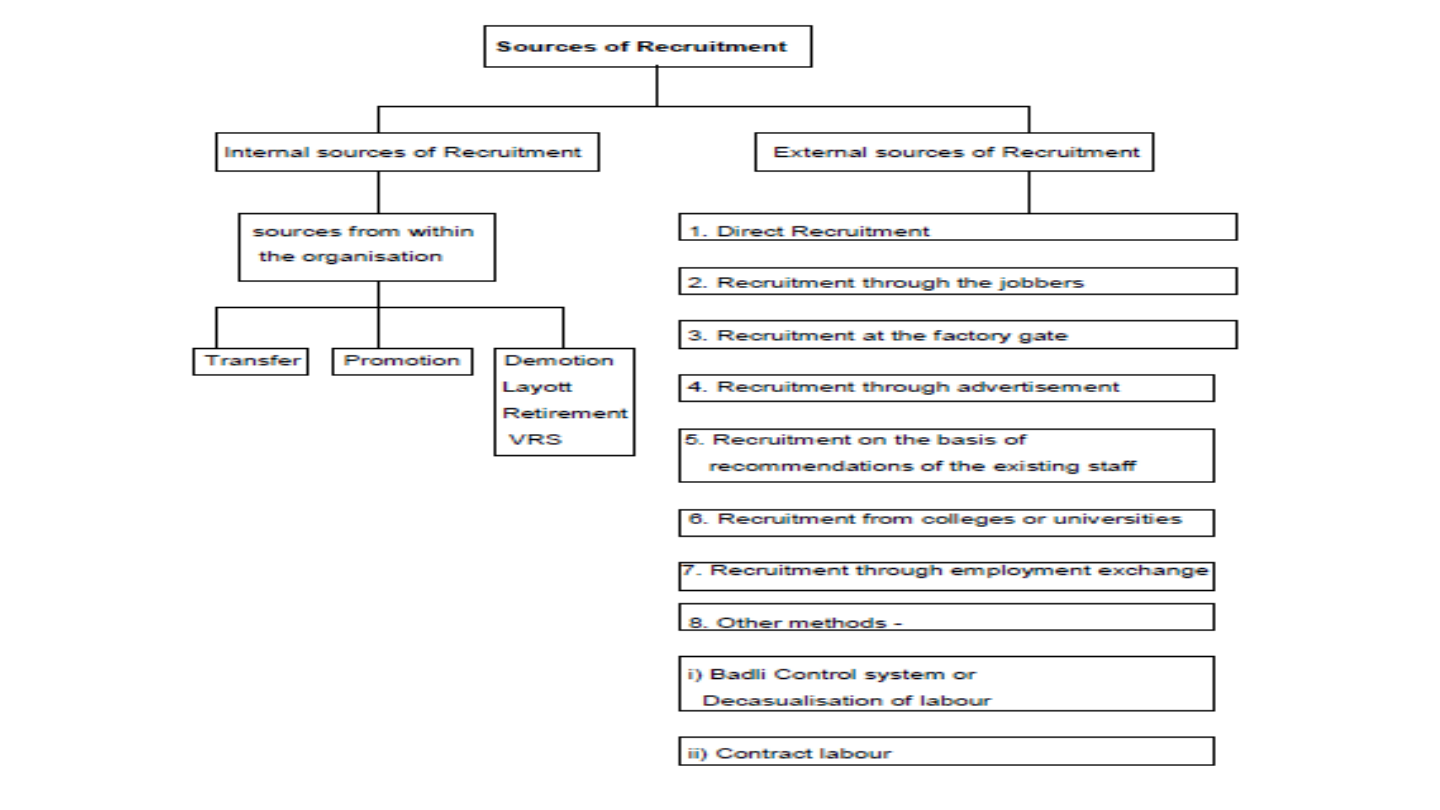 Sources of Recruitment
Internal sources of Recruitment
External sources of Recruitment
sources from within
the organisation
Transfer
Promotion
Demotion
Layott
Retirement
VRS
1. Direct Recruitment
2. Recruitment through the jobbers
3. Recruitment at the factory gate
4. Recruitment through advertisement
5. Recruitment on the basis of
recommendations of the existing staff
6. Recruitment from colleges or universities
7. Recruitment through employment exchange
8. Other methods -
i) Badli Control system or
Decasualisation of labour
ii) Contract labour